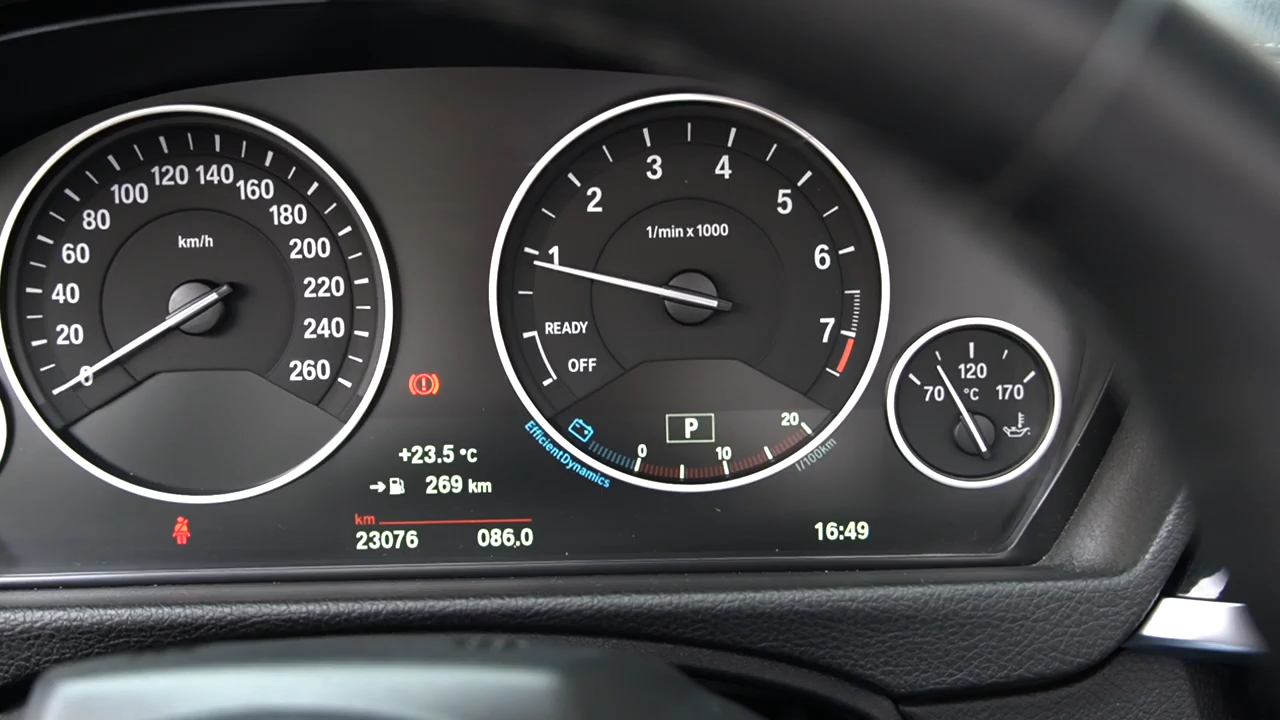 km/h
0
20
40
60
80
100
120
140
160
180
200
220
240
260
1/min x 1000
1
2
3
4
5
6
7
READY
OFF
P
0
10
20
l/100km
EfficientDynamics
70
120
170
°C
+23.5 °C
269 km
km
23076 086.0
16:49